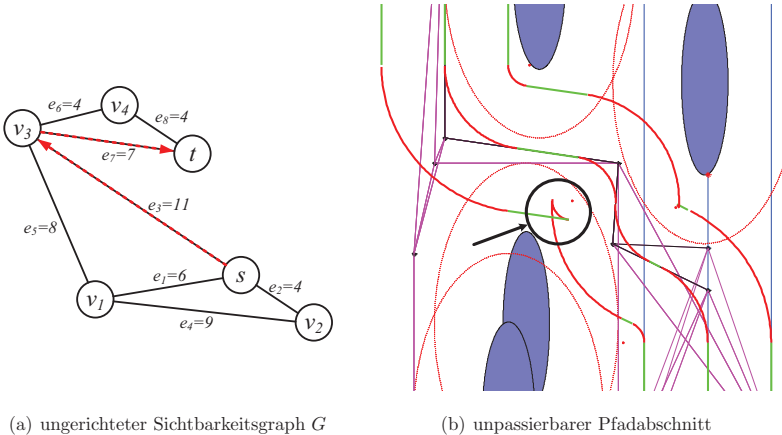 e6=4
v4
e8=4
v3
e7=7
t
e3=11
e5=8
s
e1=6
e2=4
v1
e4=9
v2
(a) ungerichteter Sichtbarkeitsgraph G
(b) unpassierbarer Pfadabschnitt